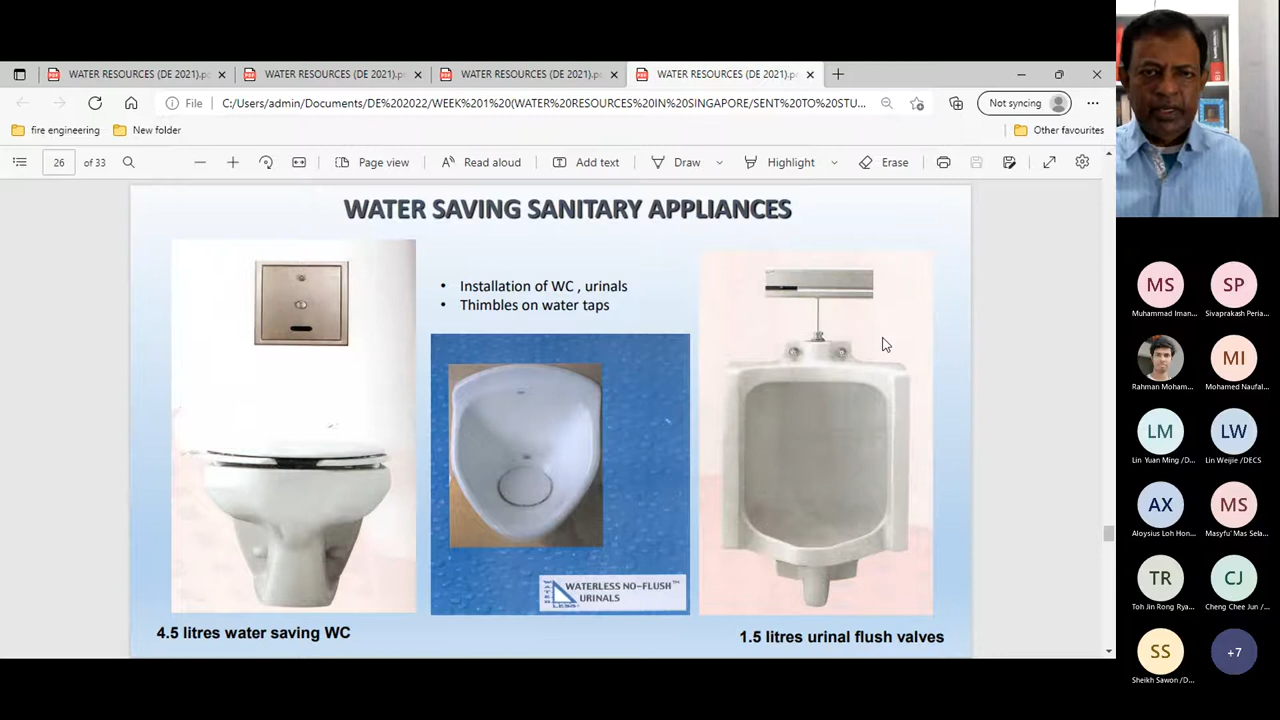 WATER RESOURCES (DE 2021).p
WATER RESOURCES (DE 2021).p
WATER RESOURCES (DE 2021).p
WATER RESOURCES (DE 2021).p
File
C:/Users/admin/Documents/DE%202022/WEEK%201%20(WATER%20RESOURCES%20IN%20SINGAPORE/SENT%20TO%20STU...
Not syncing
fire engineering
New folder
Other favourites
26 of 33
Page view
Read aloud
Add text
Draw
Highlight
Erase
WATER SAVING SANITARY APPLIANCES
• Installation of WC , urinals
• Thimbles on water taps
WATERLESS NO-FLUSH™
URINALS
4.5 litres water saving WC
1.5 litres urinal flush valves
MS
SP
Muhammad Iman...
Sivaprakash Peria...
MI
Rahman Moham...
Mohamed Naufal...
LM
LW
Lin Yuan Ming /D...
Lin Weijie /DECS
AX
MS
Aloysius Loh Hon...
Masyfu' Mas Sela...
TR
CJ
Toh Jin Rong Rya...
Cheng Chee Jun /...
SS
+7
Sheikh Sawon /D...